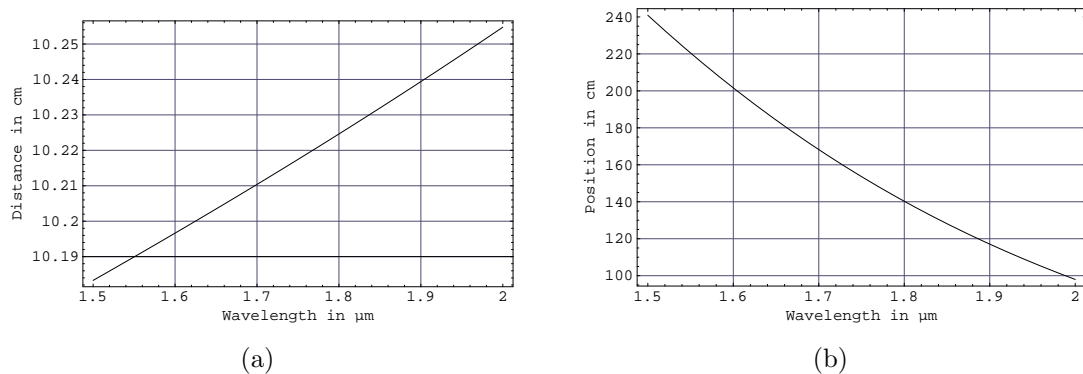 10.25
10.24
10.23
10.22
10.21
10.2
10.19
Distance in cm
1.5 1.6 1.7 1.8 1.9 2
Wavelength in µm
(a)
240
220
200
180
160
140
120
100
Position in cm
1.5 1.6 1.7 1.8 1.9 2
Wavelength in µm
(b)